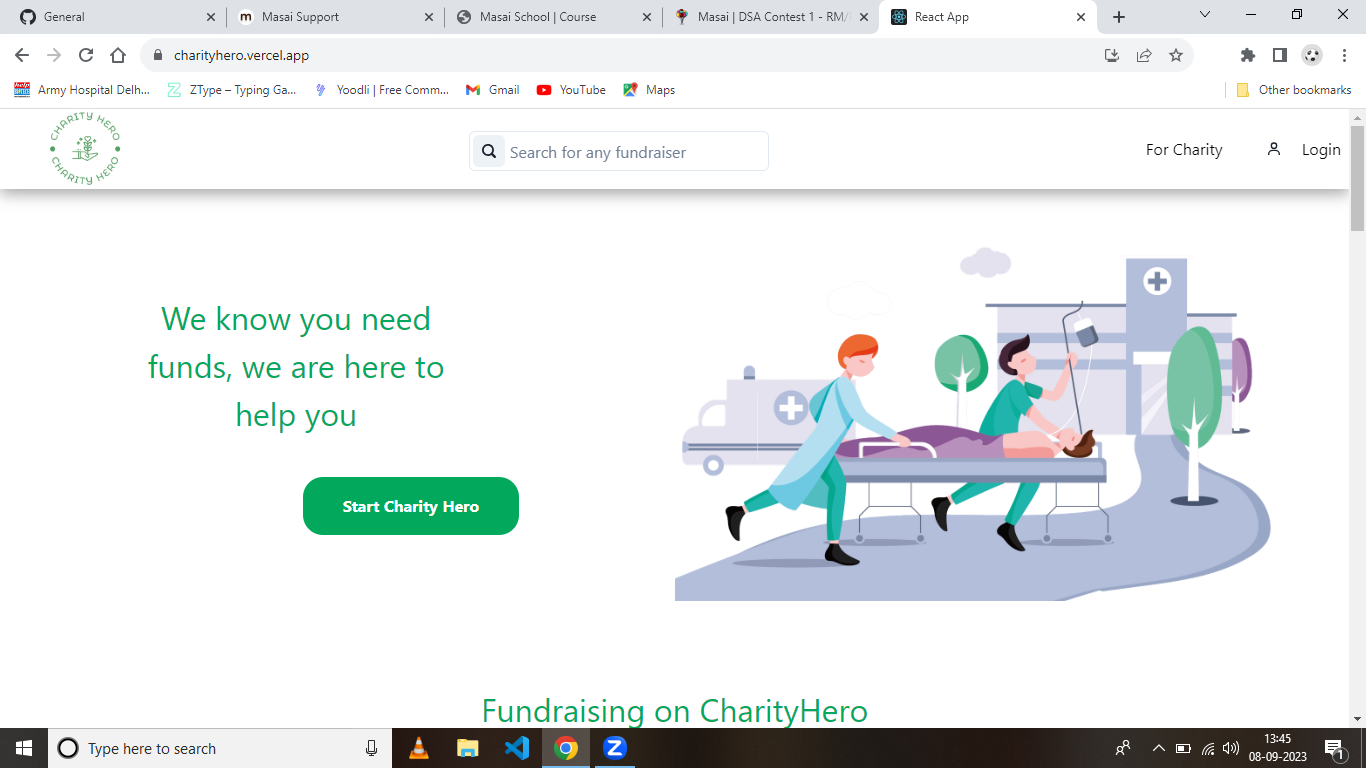 General
Masai Support
Masai School | Course
Masai | DSA Contest 1 - RM/
React App
charityhero.vercel.app
Army Hospital Delh...
ZType – Typing Ga...
Yoodli | Free Comm...
Gmail
YouTube
Maps
Other bookmarks
CHARITY HERO
CHARITY HERO
Search for any fundraiser
For Charity
Login
We know you need
funds, we are here to
help you
Start Charity Hero
Fundraising on CharityHero
Type here to search
13:45
08-09-2023
1